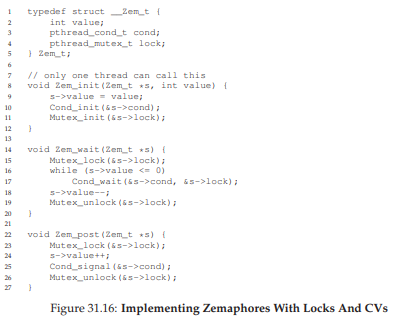 1 typedef struct __Zem_t {
2 int value;
3 pthread_cond_t cond;
4 pthread_mutex_t lock;
5 } Zem_t;
6
7 // only one thread can call this
8 void Zem_init(Zem_t *s, int value) {
9 s->value = value;
10 Cond_init(&s->cond);
11 Mutex_init(&s->lock);
12 }
13
14 void Zem_wait(Zem_t *s) {
15 Mutex_lock(&s->lock);
16 while (s->value <= 0)
17 Cond_wait(&s->cond, &s->lock);
18 s->value--;
19 Mutex_unlock(&s->lock);
20 }
21
22 void Zem_post(Zem_t *s) {
23 Mutex_lock(&s->lock);
24 s->value++;
25 Cond_signal(&s->cond);
26 Mutex_unlock(&s->lock);
27 }
Figure 31.16: Implementing Zemaphores With Locks And CVs